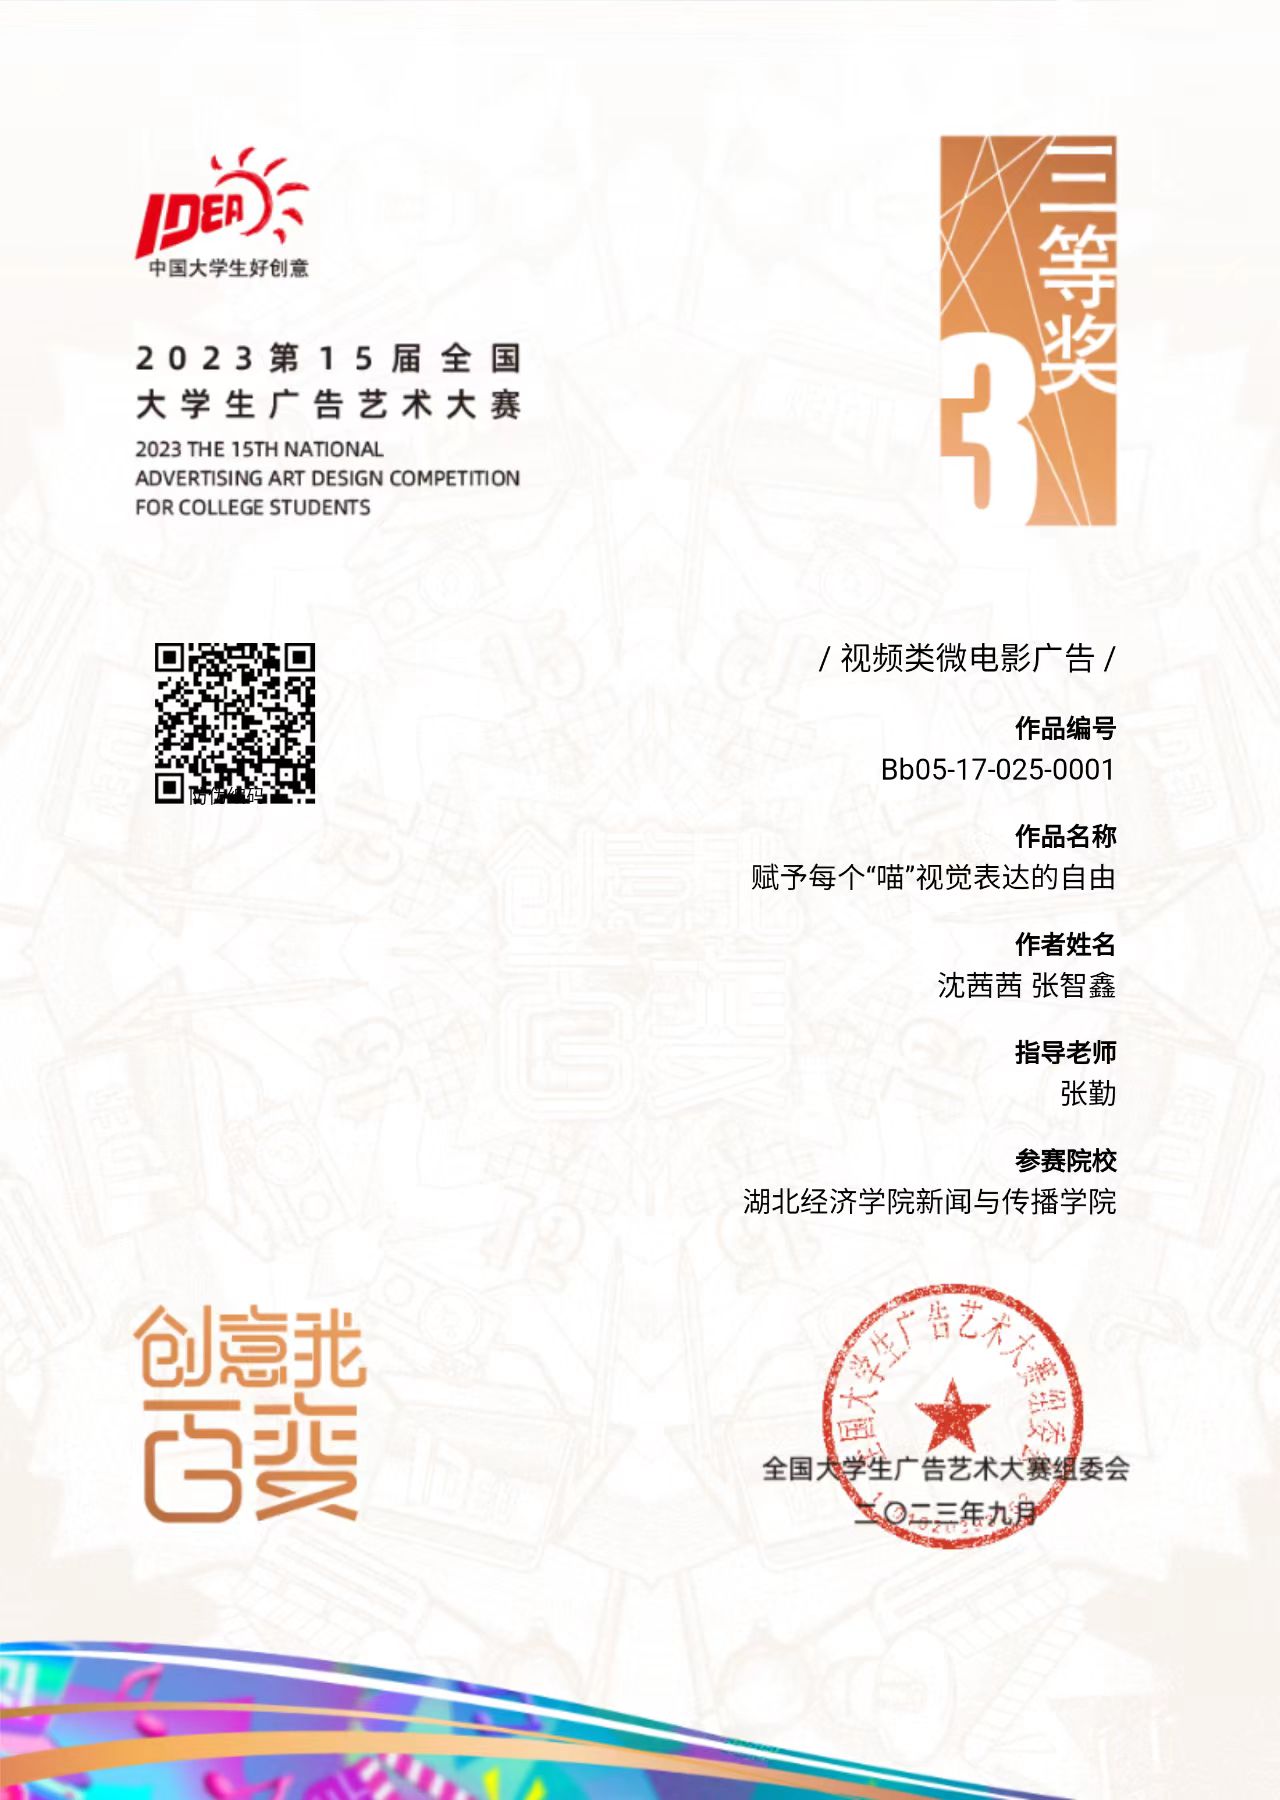 IDEA
中国大学生好创意
三等奖
3
2023第15届全国
大学生广告艺术大赛
2023 THE 15TH NATIONAL
ADVERTISING ART DESIGN COMPETITION
FOR COLLEGE STUDENTS
防伪编码
/ 视频类微电影广告 /
作品编号
Bb05-17-025-0001
作品名称
赋予每个“喵”视觉表达的自由
作者姓名
沈茜茜 张智鑫
指导老师
张勤
参赛院校
湖北经济学院新闻与传播学院
创意我
百变
全国大学生广告艺术大赛组委会
全国大学生广告艺术大赛组委会
二〇二三年九月